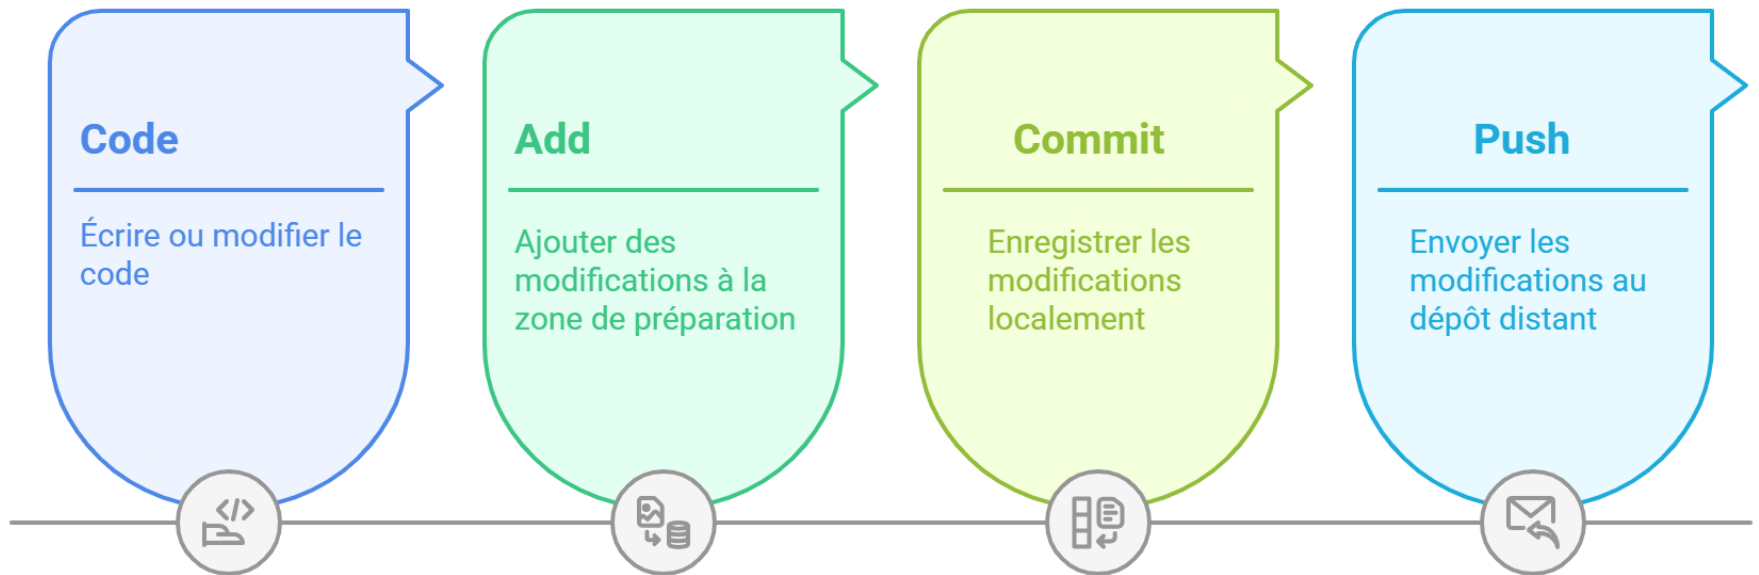 Code
Écrire ou modifier le
code
Add
Ajouter des
modifications à la
zone de préparation
Commit
Enregistrer les
modifications
localement
Push
Envoyer les
modifications au
dépôt distant